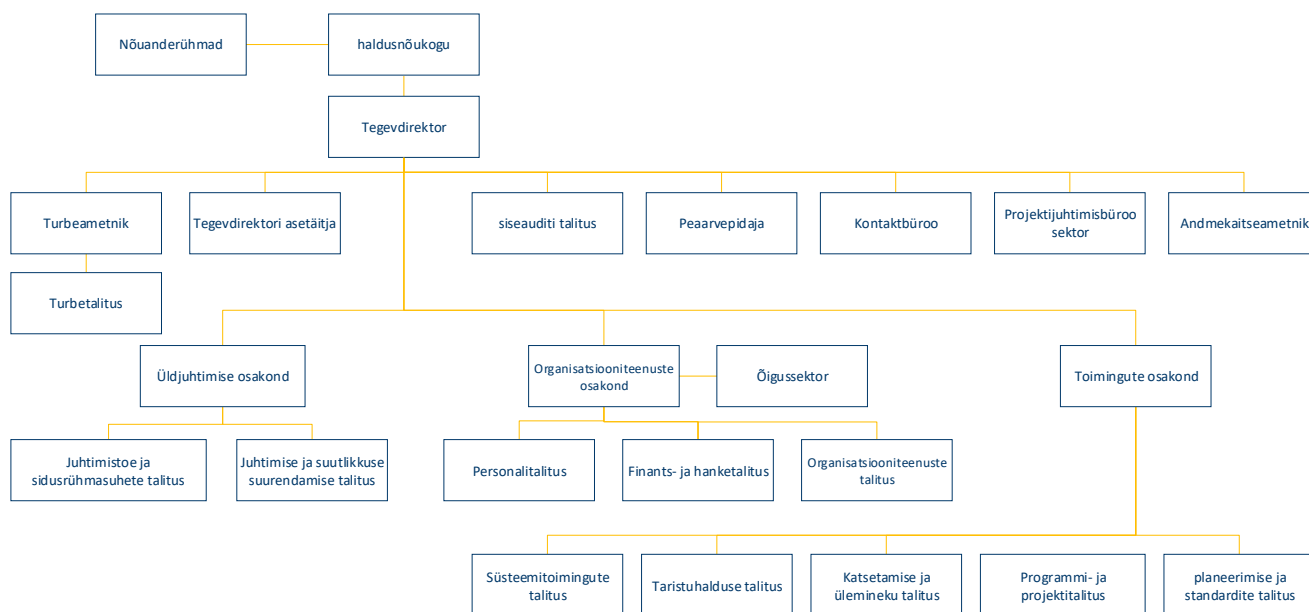 Nõuanderühmad
haldusnõukogu
Tegevdirektor
Turbeametnik
Tegevdirektori asetäitja
siseauditi talitus
Peaarvepidaja
Kontaktbüroo
Projektijuhtimisbüroo
sektor
Andmekaitseametnik
Turbetalitus
Üldjuhtimise osakond
Organisatsiooniteenuste
osakond
Õigussektor
Toimingute osakond
Juhtimistoe ja
sidusrühmasuhete talitus
Juhtimise ja suutlikkuse
suurendamise talitus
Personalitalitus
Finants- ja hanketalitus
Organisatsiooniteenuste
talitus
Süsteemitoimingute
talitus
Taristuhalduse talitus
Katsetamise ja
ülemineku talitus
Programmi- ja
projektitalitus
planeerimise ja
standardite talitus